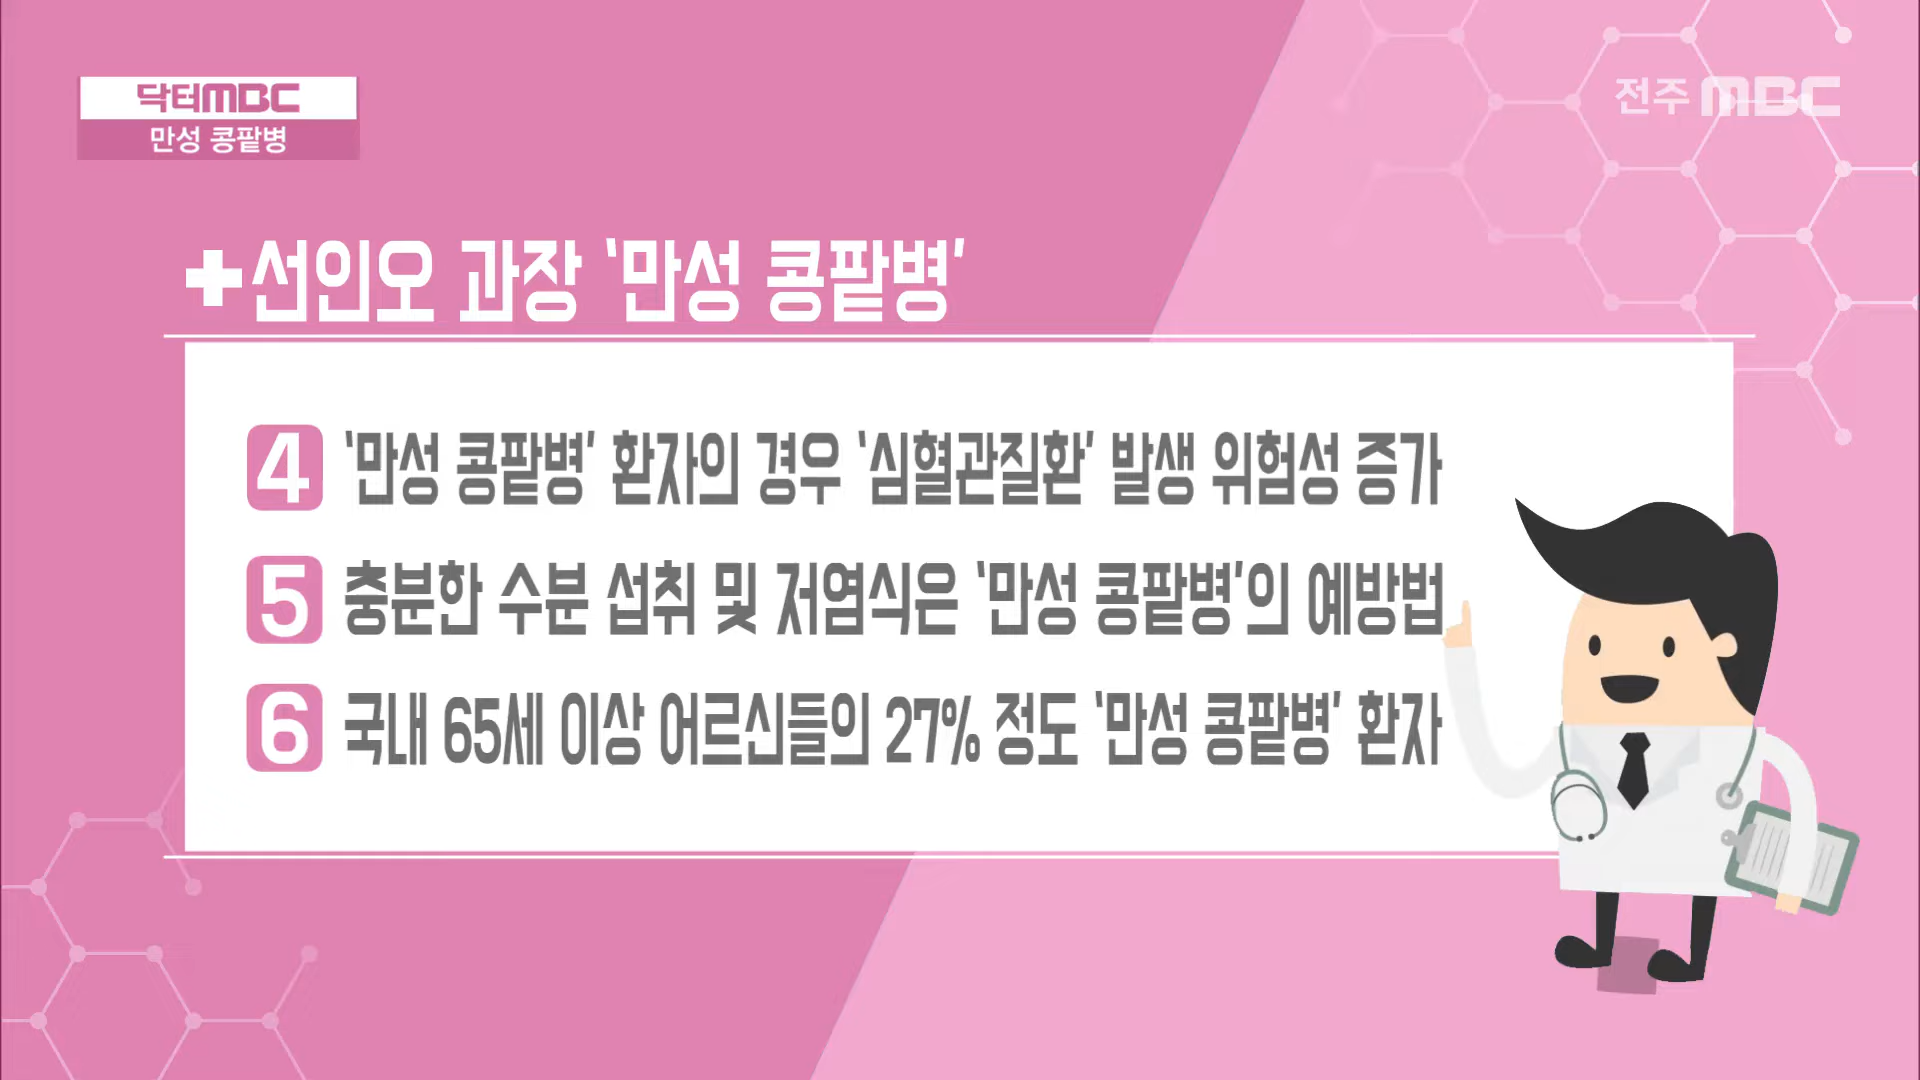 닥터MBC
만성 콩팥병
전주 MBC
선인오 과장 ‘만성 콩팥병’
4 ‘만성 콩팥병’ 환자의 경우 ‘심혈관질환’ 발생 위험성 증가
5 충분한 수분 섭취 및 저염식은 ‘만성 콩팥병’의 예방법
6 국내 65세 이상 어르신들의 27% 정도 ‘만성 콩팥병’ 환자